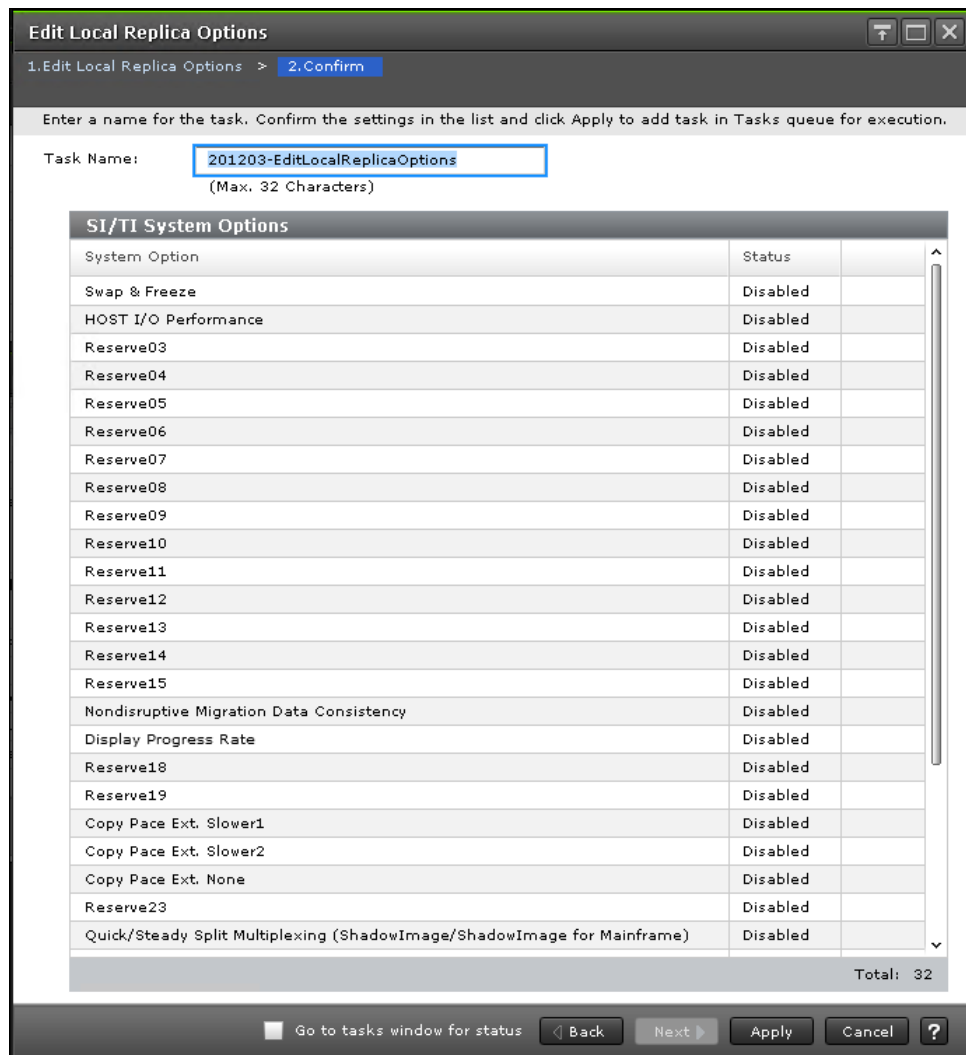 Edit Local Replica Options
1.Edit Local Replica Options > 2.Confirm
Enter a name for the task. Confirm the settings in the list and click Apply to add task in Tasks queue for execution.
Task Name: 201203-EditLocalReplicaOptions
(Max. 32 Characters)
SI/TI System Options
System Option Status
Swap & Freeze Disabled
HOST I/O Performance Disabled
Reserve03 Disabled
Reserve04 Disabled
Reserve05 Disabled
Reserve06 Disabled
Reserve07 Disabled
Reserve08 Disabled
Reserve09 Disabled
Reserve10 Disabled
Reserve11 Disabled
Reserve12 Disabled
Reserve13 Disabled
Reserve14 Disabled
Reserve15 Disabled
Nondisruptive Migration Data Consistency Disabled
Display Progress Rate Disabled
Reserve18 Disabled
Reserve19 Disabled
Copy Pace Ext. Slower1 Disabled
Copy Pace Ext. Slower2 Disabled
Copy Pace Ext. None Disabled
Reserve23 Disabled
Quick/Steady Split Multiplexing (ShadowImage/ShadowImage for Mainframe) Disabled
Total: 32
Go to tasks window for status Back Next Apply Cancel ?